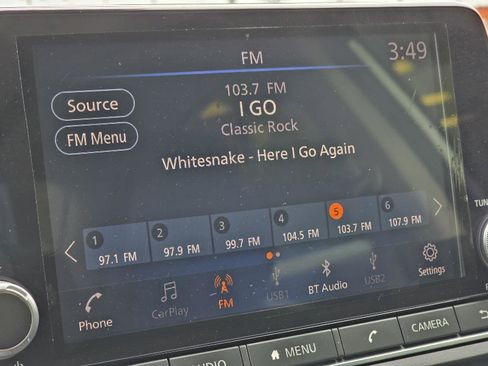 FM
3:49
Source
FM Menu
103.7 FM
I GO
Classic Rock
Whitesnake - Here I Go Again
1 2 3 4 5 6
97.1 FM 97.9 FM 99.7 FM 104.5 FM 103.7 FM 107.9 FM
Phone CarPlay FM USB1 BT Audio USB2 Settings
MENU
CAMERA
TUN